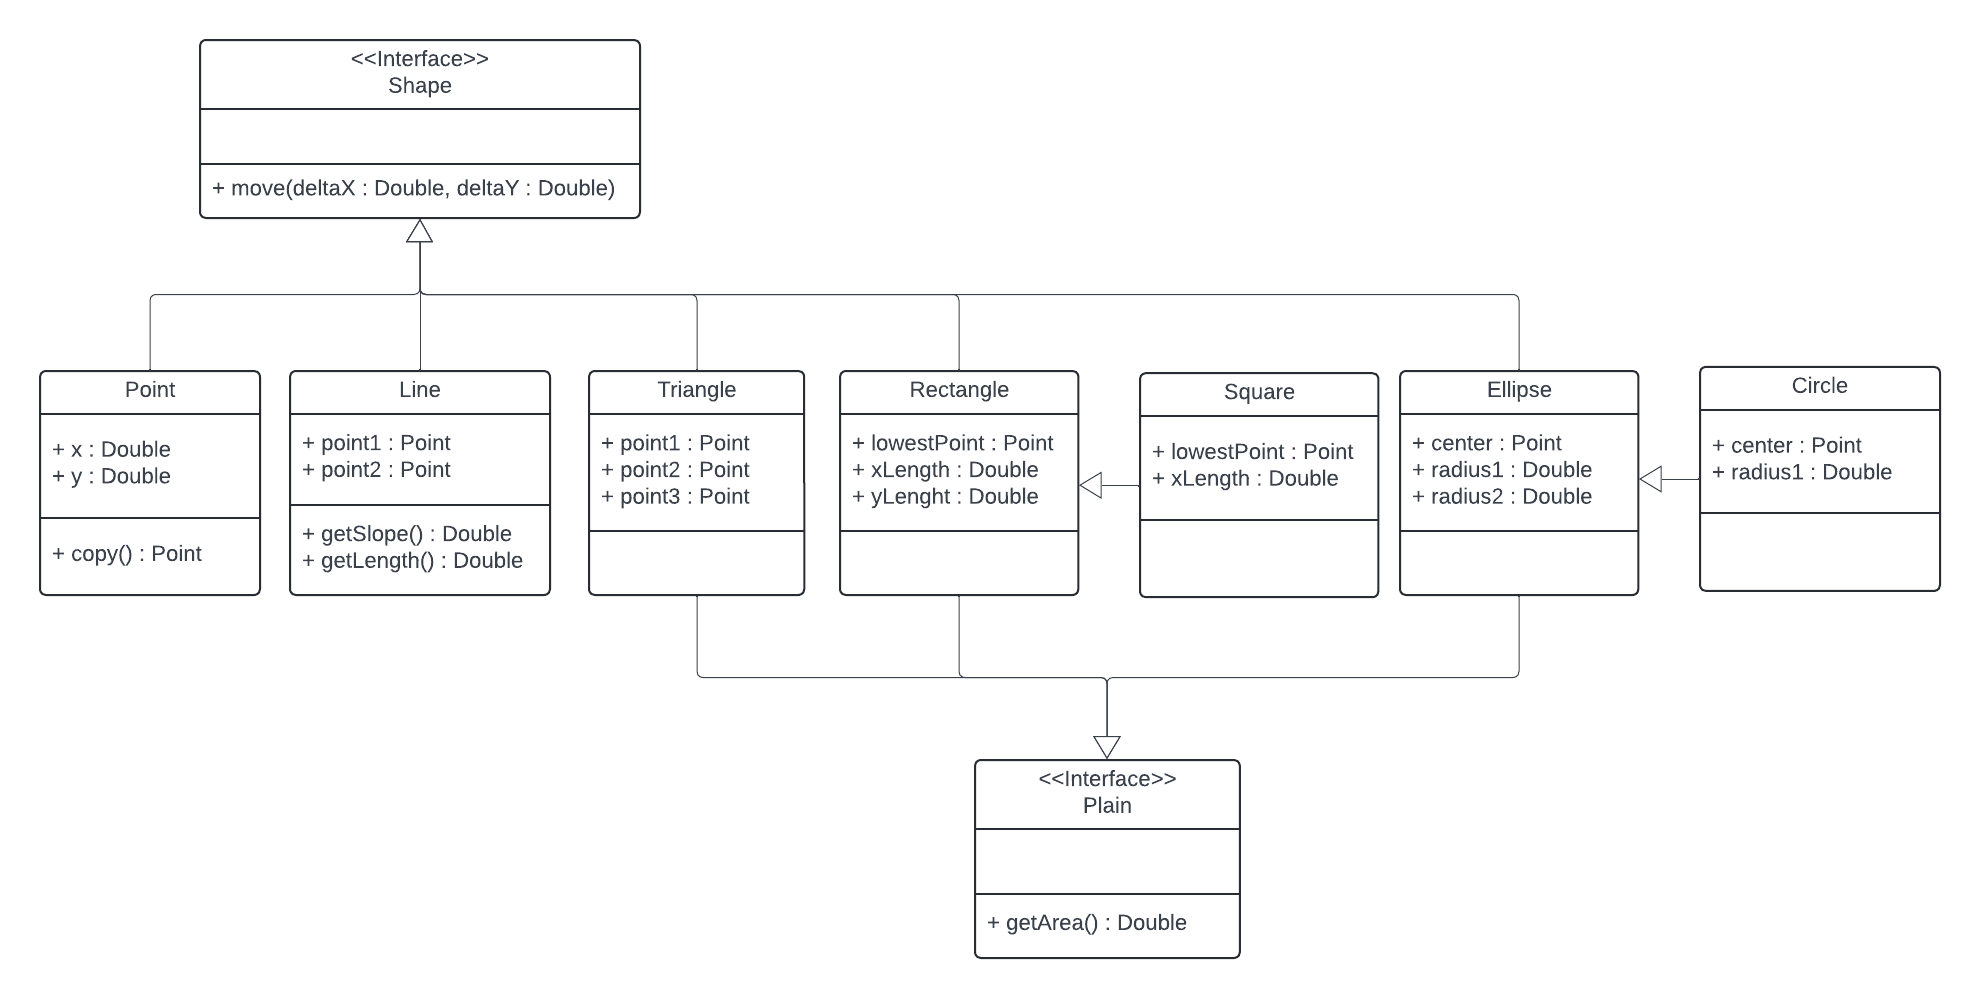 <<Interface>>
Shape
+ move(deltaX : Double, deltaY : Double)
Point
+ x : Double
+ y : Double
+ copy() : Point
Line
+ point1 : Point
+ point2 : Point
+ getSlope() : Double
+ getLength() : Double
Triangle
+ point1 : Point
+ point2 : Point
+ point3 : Point
Rectangle
+ lowestPoint : Point
+ xLength : Double
+ yLenght : Double
Square
+ lowestPoint : Point
+ xLength : Double
Ellipse
+ center : Point
+ radius1 : Double
+ radius2 : Double
Circle
+ center : Point
+ radius1 : Double
<<Interface>>
Plain
+ getArea() : Double